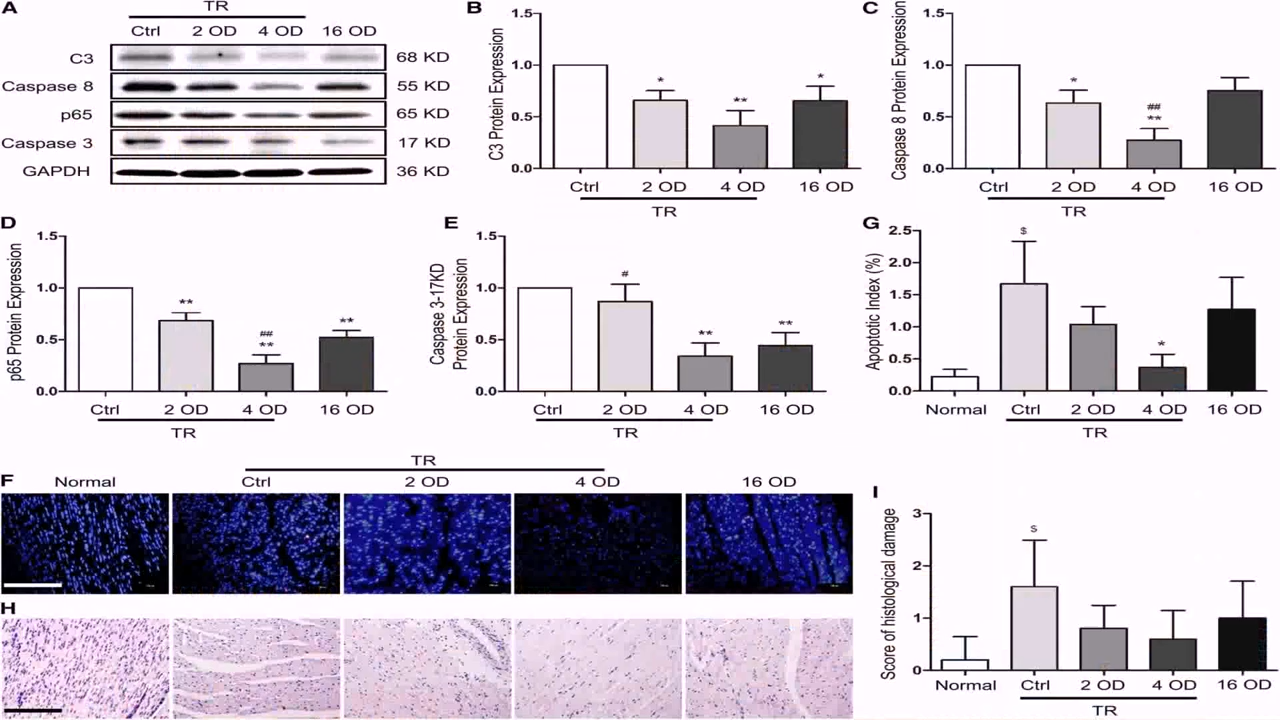 A
TR
Ctrl 2 OD 4 OD 16 OD
C3 68 KD
Caspase 8 55 KD
p65 65 KD
Caspase 3 17 KD
GAPDH 36 KD
B
C3 Protein Expression
1.5
1.0
0.5
0.0
* ** *
Ctrl 2 OD 4 OD 16 OD
TR
C
Caspase 8 Protein Expression
1.5
1.0
0.5
0.0
*
##
**
Ctrl 2 OD 4 OD 16 OD
TR
D
p65 Protein Expression
1.5
1.0
0.5
0.0
**
##
**
**
Ctrl 2 OD 4 OD 16 OD
TR
E
Caspase 3-17KD
Protein Expression
1.5
1.0
0.5
0.0
# ** **
Ctrl 2 OD 4 OD 16 OD
TR
G
Apoptotic Index (%)
2.5
2.0
1.5
1.0
0.5
0.0
$ *
Normal Ctrl 2 OD 4 OD 16 OD
TR
F
TR
Normal Ctrl 2 OD 4 OD 16 OD
H
I
Score of histological damage
3
2
1
0
$
Normal Ctrl 2 OD 4 OD 16 OD
TR